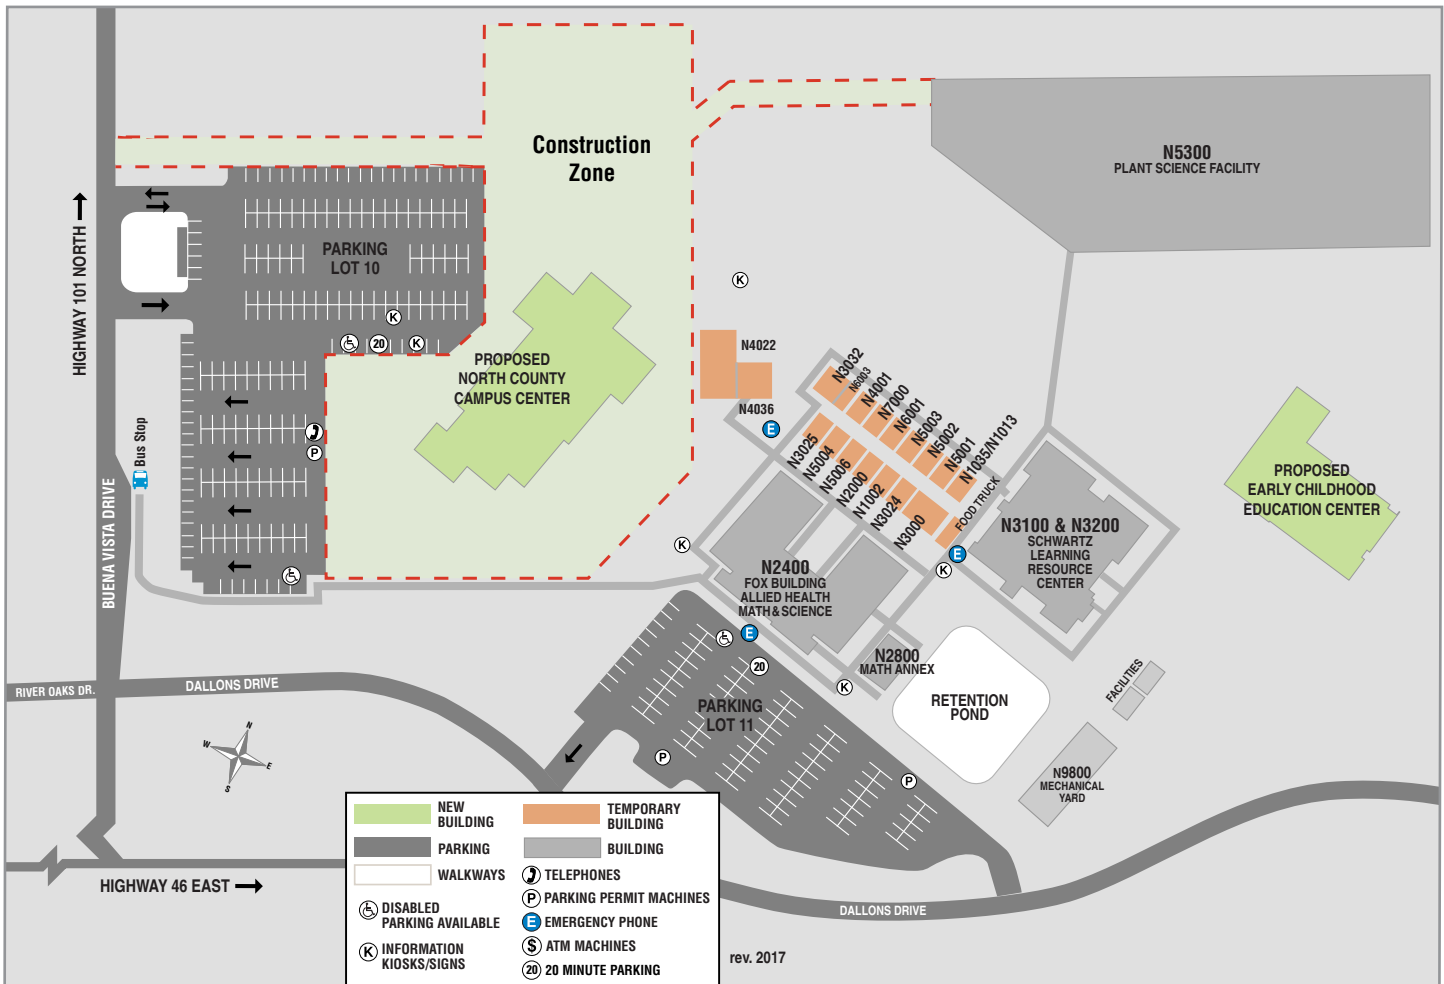 Construction
Zone
N5300
PLANT SCIENCE FACILITY
HIGHWAY 101 NORTH
PARKING
LOT 10
K
K
20
K
PROPOSED
NORTH COUNTY
CAMPUS CENTER
N4022
N4036
E
P
Bus Stop
BUENA VISTA DRIVE
N3032
N6003
N4001
N7000
N6001
N5003
N5002
N5001
N1035/N1013
N3025
N5004
N5006
N2000
N1002
N3024
N3000
FOOD TRUCK
PROPOSED
EARLY CHILDHOOD
EDUCATION CENTER
N3100 & N3200
SCHWARTZ
LEARNING
RESOURCE
CENTER
K
E
K
N2400
FOX BUILDING
ALLIED HEALTH
MATH & SCIENCE
E
20
N2800
MATH ANNEX
K
RETENTION
POND
FACILITIES
N9800
MECHANICAL
YARD
PARKING
LOT 11
P
P
RIVER OAKS DR.
DALLONS DRIVE
N
W
E
S
HIGHWAY 46 EAST
DALLONS DRIVE
NEW
BUILDING
TEMPORARY
BUILDING
PARKING
BUILDING
WALKWAYS
TELEPHONES
P PARKING PERMIT MACHINES
DISABLED
PARKING AVAILABLE
E EMERGENCY PHONE
K INFORMATION
KIOSKS/SIGNS
$ ATM MACHINES
20 20 MINUTE PARKING
rev. 2017